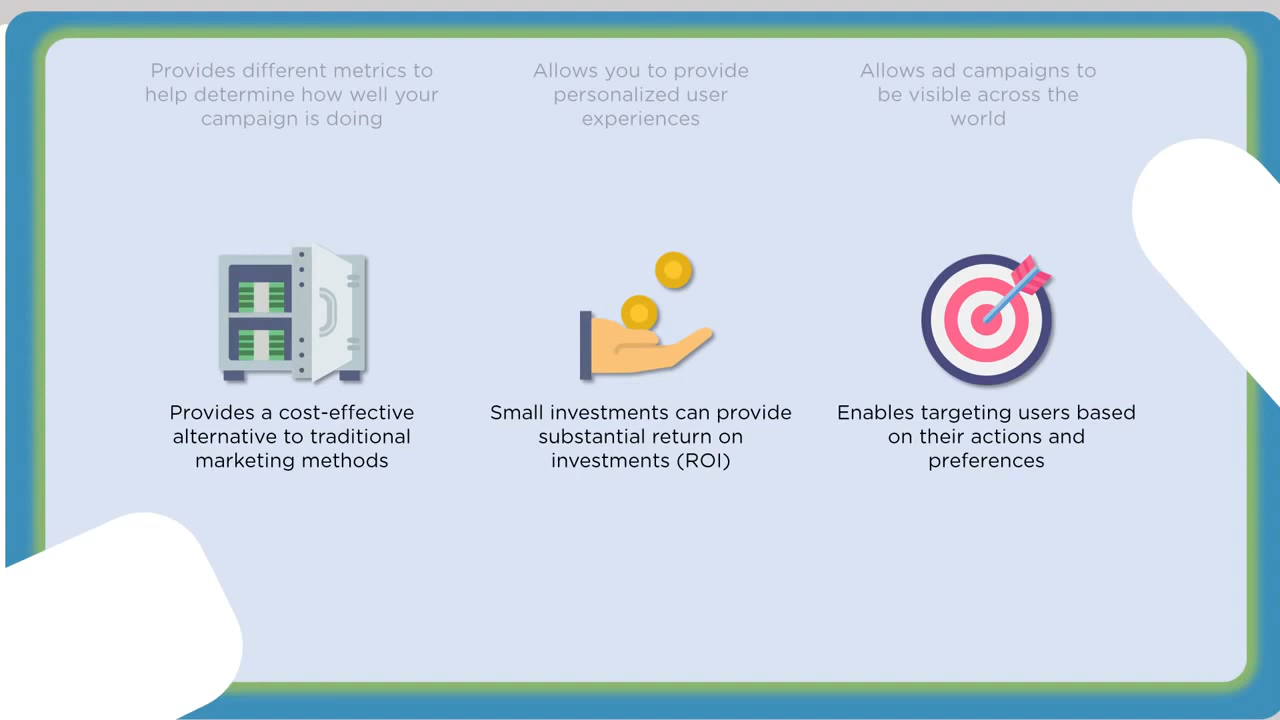 Provides different metrics to
help determine how well your
campaign is doing
Allows you to provide
personalized user
experiences
Allows ad campaigns to
be visible across the
world
Provides a cost-effective
alternative to traditional
marketing methods
Small investments can provide
substantial return on
investments (ROI)
Enables targeting users based
on their actions and
preferences